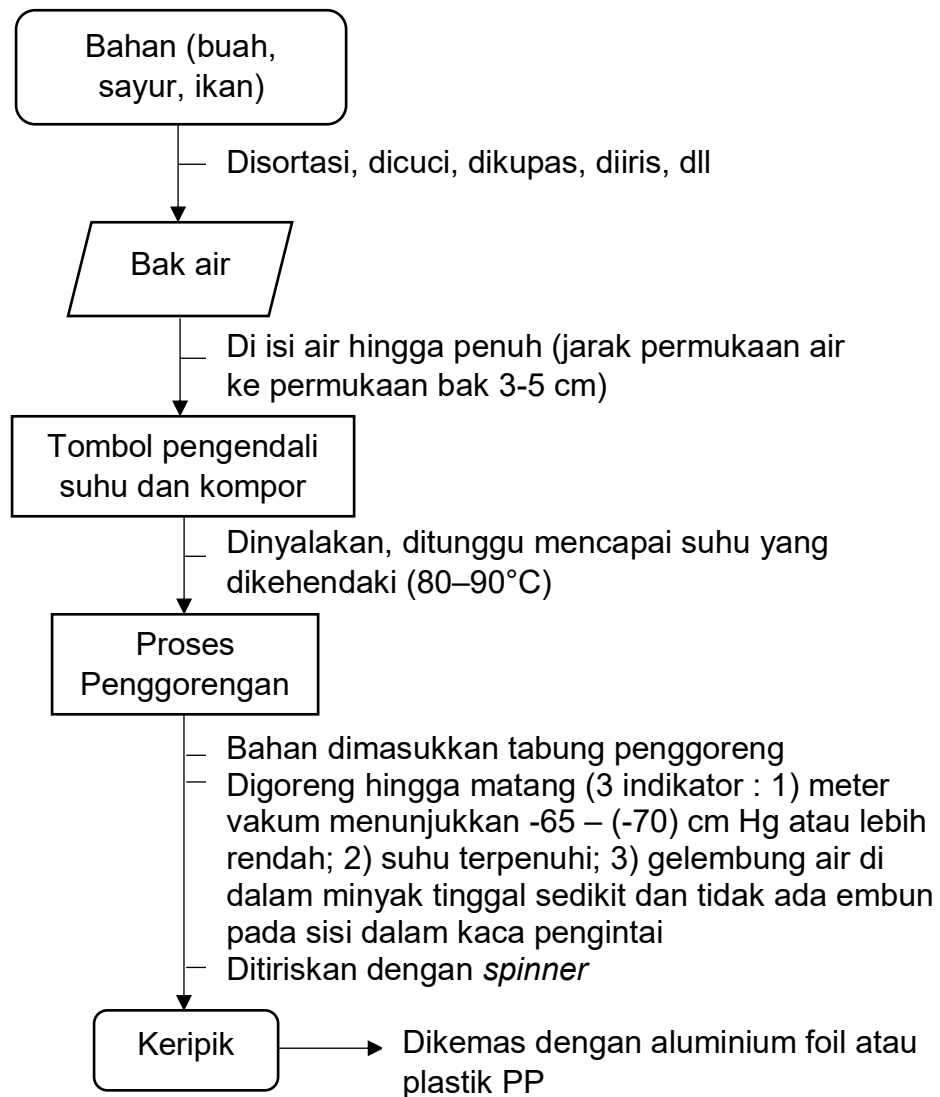 Bahan (buah,
sayur, ikan)
Disortasi, dicuci, dikupas, diiris, dll
Bak air
Di isi air hingga penuh (jarak permukaan air
ke permukaan bak 3-5 cm)
Tombol pengendali
suhu dan kompor
Dinyalakan, ditunggu mencapai suhu yang
dikehendaki (80–90°C)
Proses
Penggorengan
Bahan dimasukkan tabung penggoreng
Digoreng hingga matang (3 indikator : 1) meter
vakum menunjukkan -65 – (-70) cm Hg atau lebih
rendah; 2) suhu terpenuhi; 3) gelembung air di
dalam minyak tinggal sedikit dan tidak ada embun
pada sisi dalam kaca pengintai
Ditiriskan dengan spinner
Keripik
Dikemas dengan aluminium foil atau
plastik PP